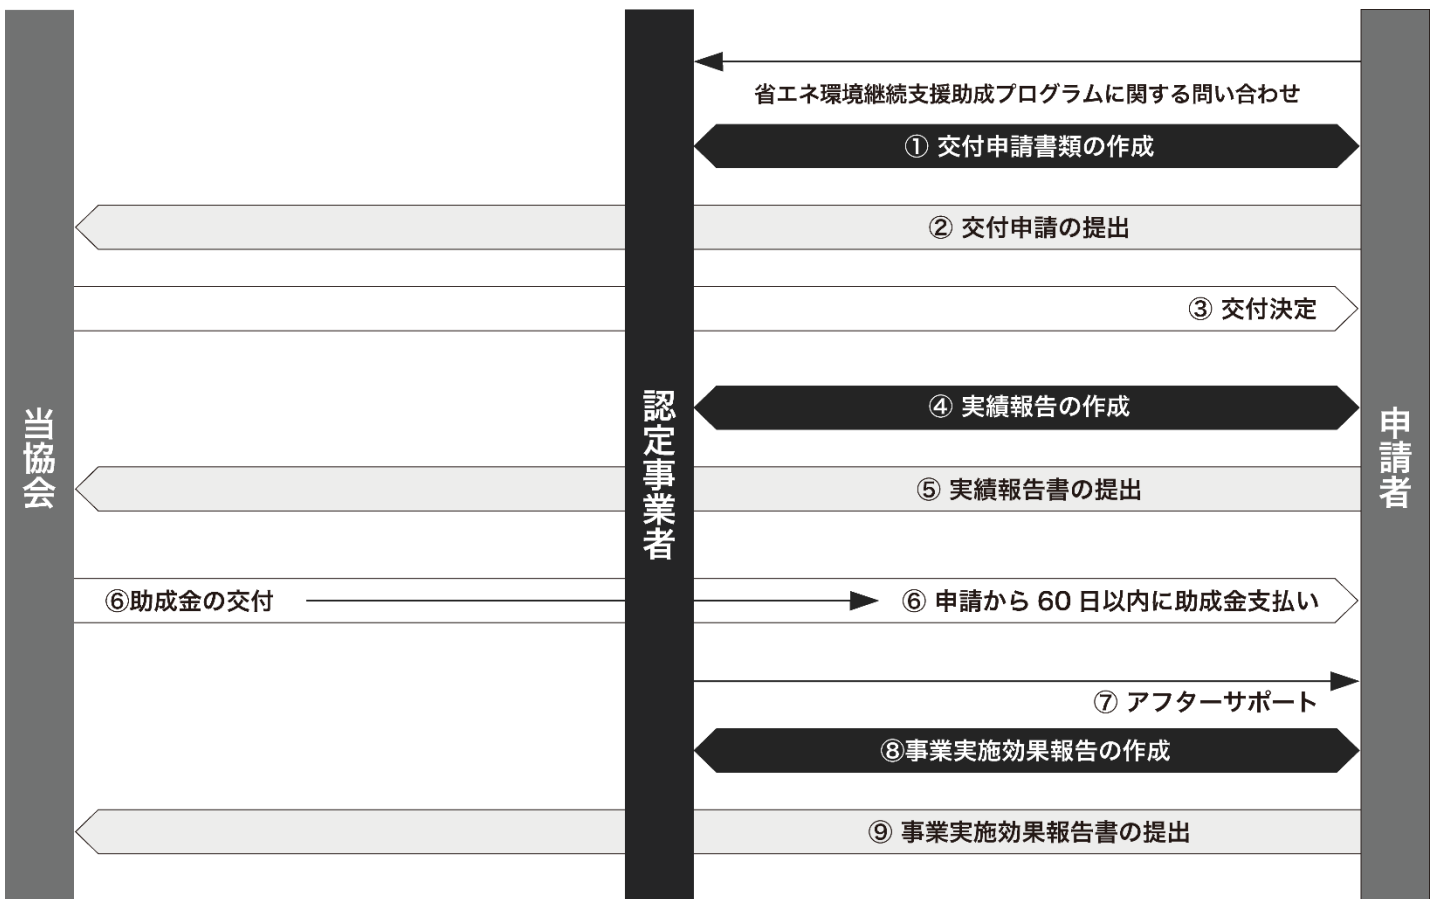 省エネ環境継続支援助成プログラムに関する問い合わせ
① 交付申請書類の作成
② 交付申請の提出
③ 交付決定
④ 実績報告の作成
当協会
認定事業者
申請者
⑤ 実績報告書の提出
⑥助成金の交付
⑥ 申請から 60 日以内に助成金支払い
⑦ アフターサポート
⑧事業実施効果報告の作成
⑨ 事業実施効果報告書の提出